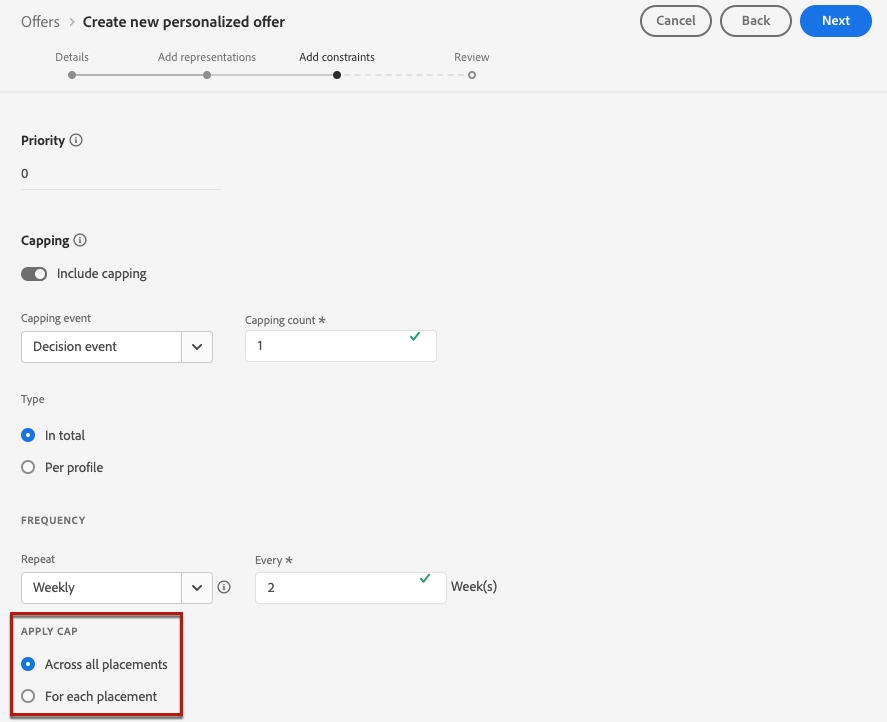 Offers > Create new personalized offer
Cancel
Back
Next
Details
Add representations
Add constraints
Review
Priority
0
Capping
Include capping
Capping event
Capping count *
Decision event
1
Type
In total
Per profile
FREQUENCY
Repeat
Every *
Weekly
2
Week(s)
APPLY CAP
Across all placements
For each placement